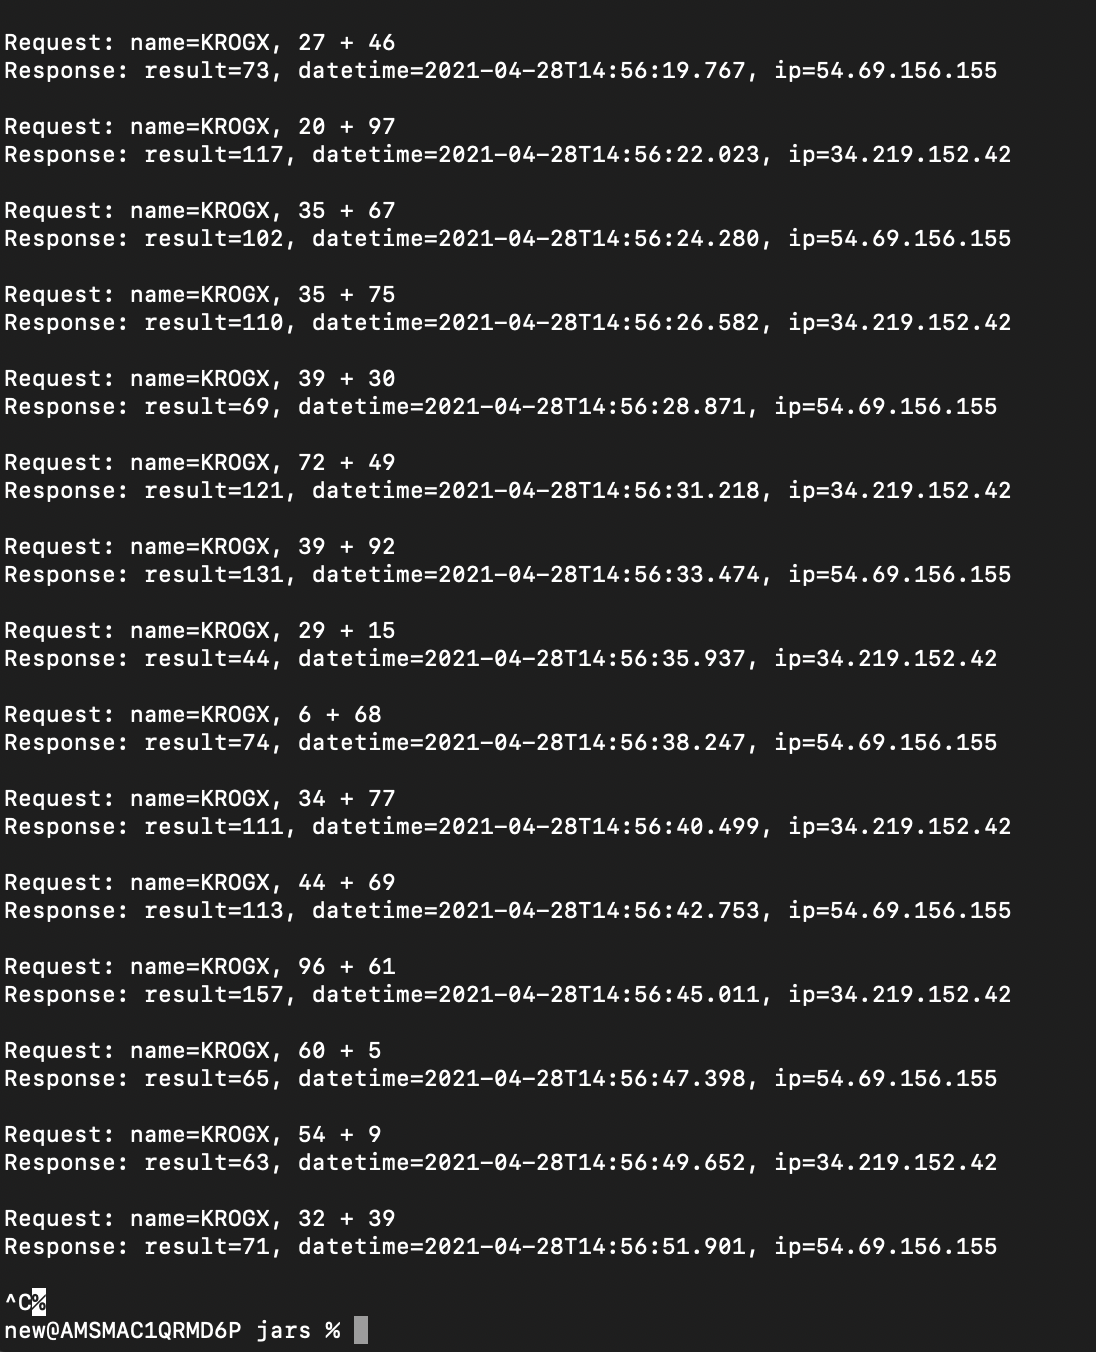 Request: name=KROGX, 27 + 46
Response: result=73, datetime=2021-04-28T14:56:19.767, ip=54.69.156.155
Request: name=KROGX, 20 + 97
Response: result=117, datetime=2021-04-28T14:56:22.023, ip=34.219.152.42
Request: name=KROGX, 35 + 67
Response: result=102, datetime=2021-04-28T14:56:24.280, ip=54.69.156.155
Request: name=KROGX, 35 + 75
Response: result=110, datetime=2021-04-28T14:56:26.582, ip=34.219.152.42
Request: name=KROGX, 39 + 30
Response: result=69, datetime=2021-04-28T14:56:28.871, ip=54.69.156.155
Request: name=KROGX, 72 + 49
Response: result=121, datetime=2021-04-28T14:56:31.218, ip=34.219.152.42
Request: name=KROGX, 39 + 92
Response: result=131, datetime=2021-04-28T14:56:33.474, ip=54.69.156.155
Request: name=KROGX, 29 + 15
Response: result=44, datetime=2021-04-28T14:56:35.937, ip=34.219.152.42
Request: name=KROGX, 6 + 68
Response: result=74, datetime=2021-04-28T14:56:38.247, ip=54.69.156.155
Request: name=KROGX, 34 + 77
Response: result=111, datetime=2021-04-28T14:56:40.499, ip=34.219.152.42
Request: name=KROGX, 44 + 69
Response: result=113, datetime=2021-04-28T14:56:42.753, ip=54.69.156.155
Request: name=KROGX, 96 + 61
Response: result=157, datetime=2021-04-28T14:56:45.011, ip=34.219.152.42
Request: name=KROGX, 60 + 5
Response: result=65, datetime=2021-04-28T14:56:47.398, ip=54.69.156.155
Request: name=KROGX, 54 + 9
Response: result=63, datetime=2021-04-28T14:56:49.652, ip=34.219.152.42
Request: name=KROGX, 32 + 39
Response: result=71, datetime=2021-04-28T14:56:51.901, ip=54.69.156.155
^C%
new@AMSMAC1QRMD6P jars %